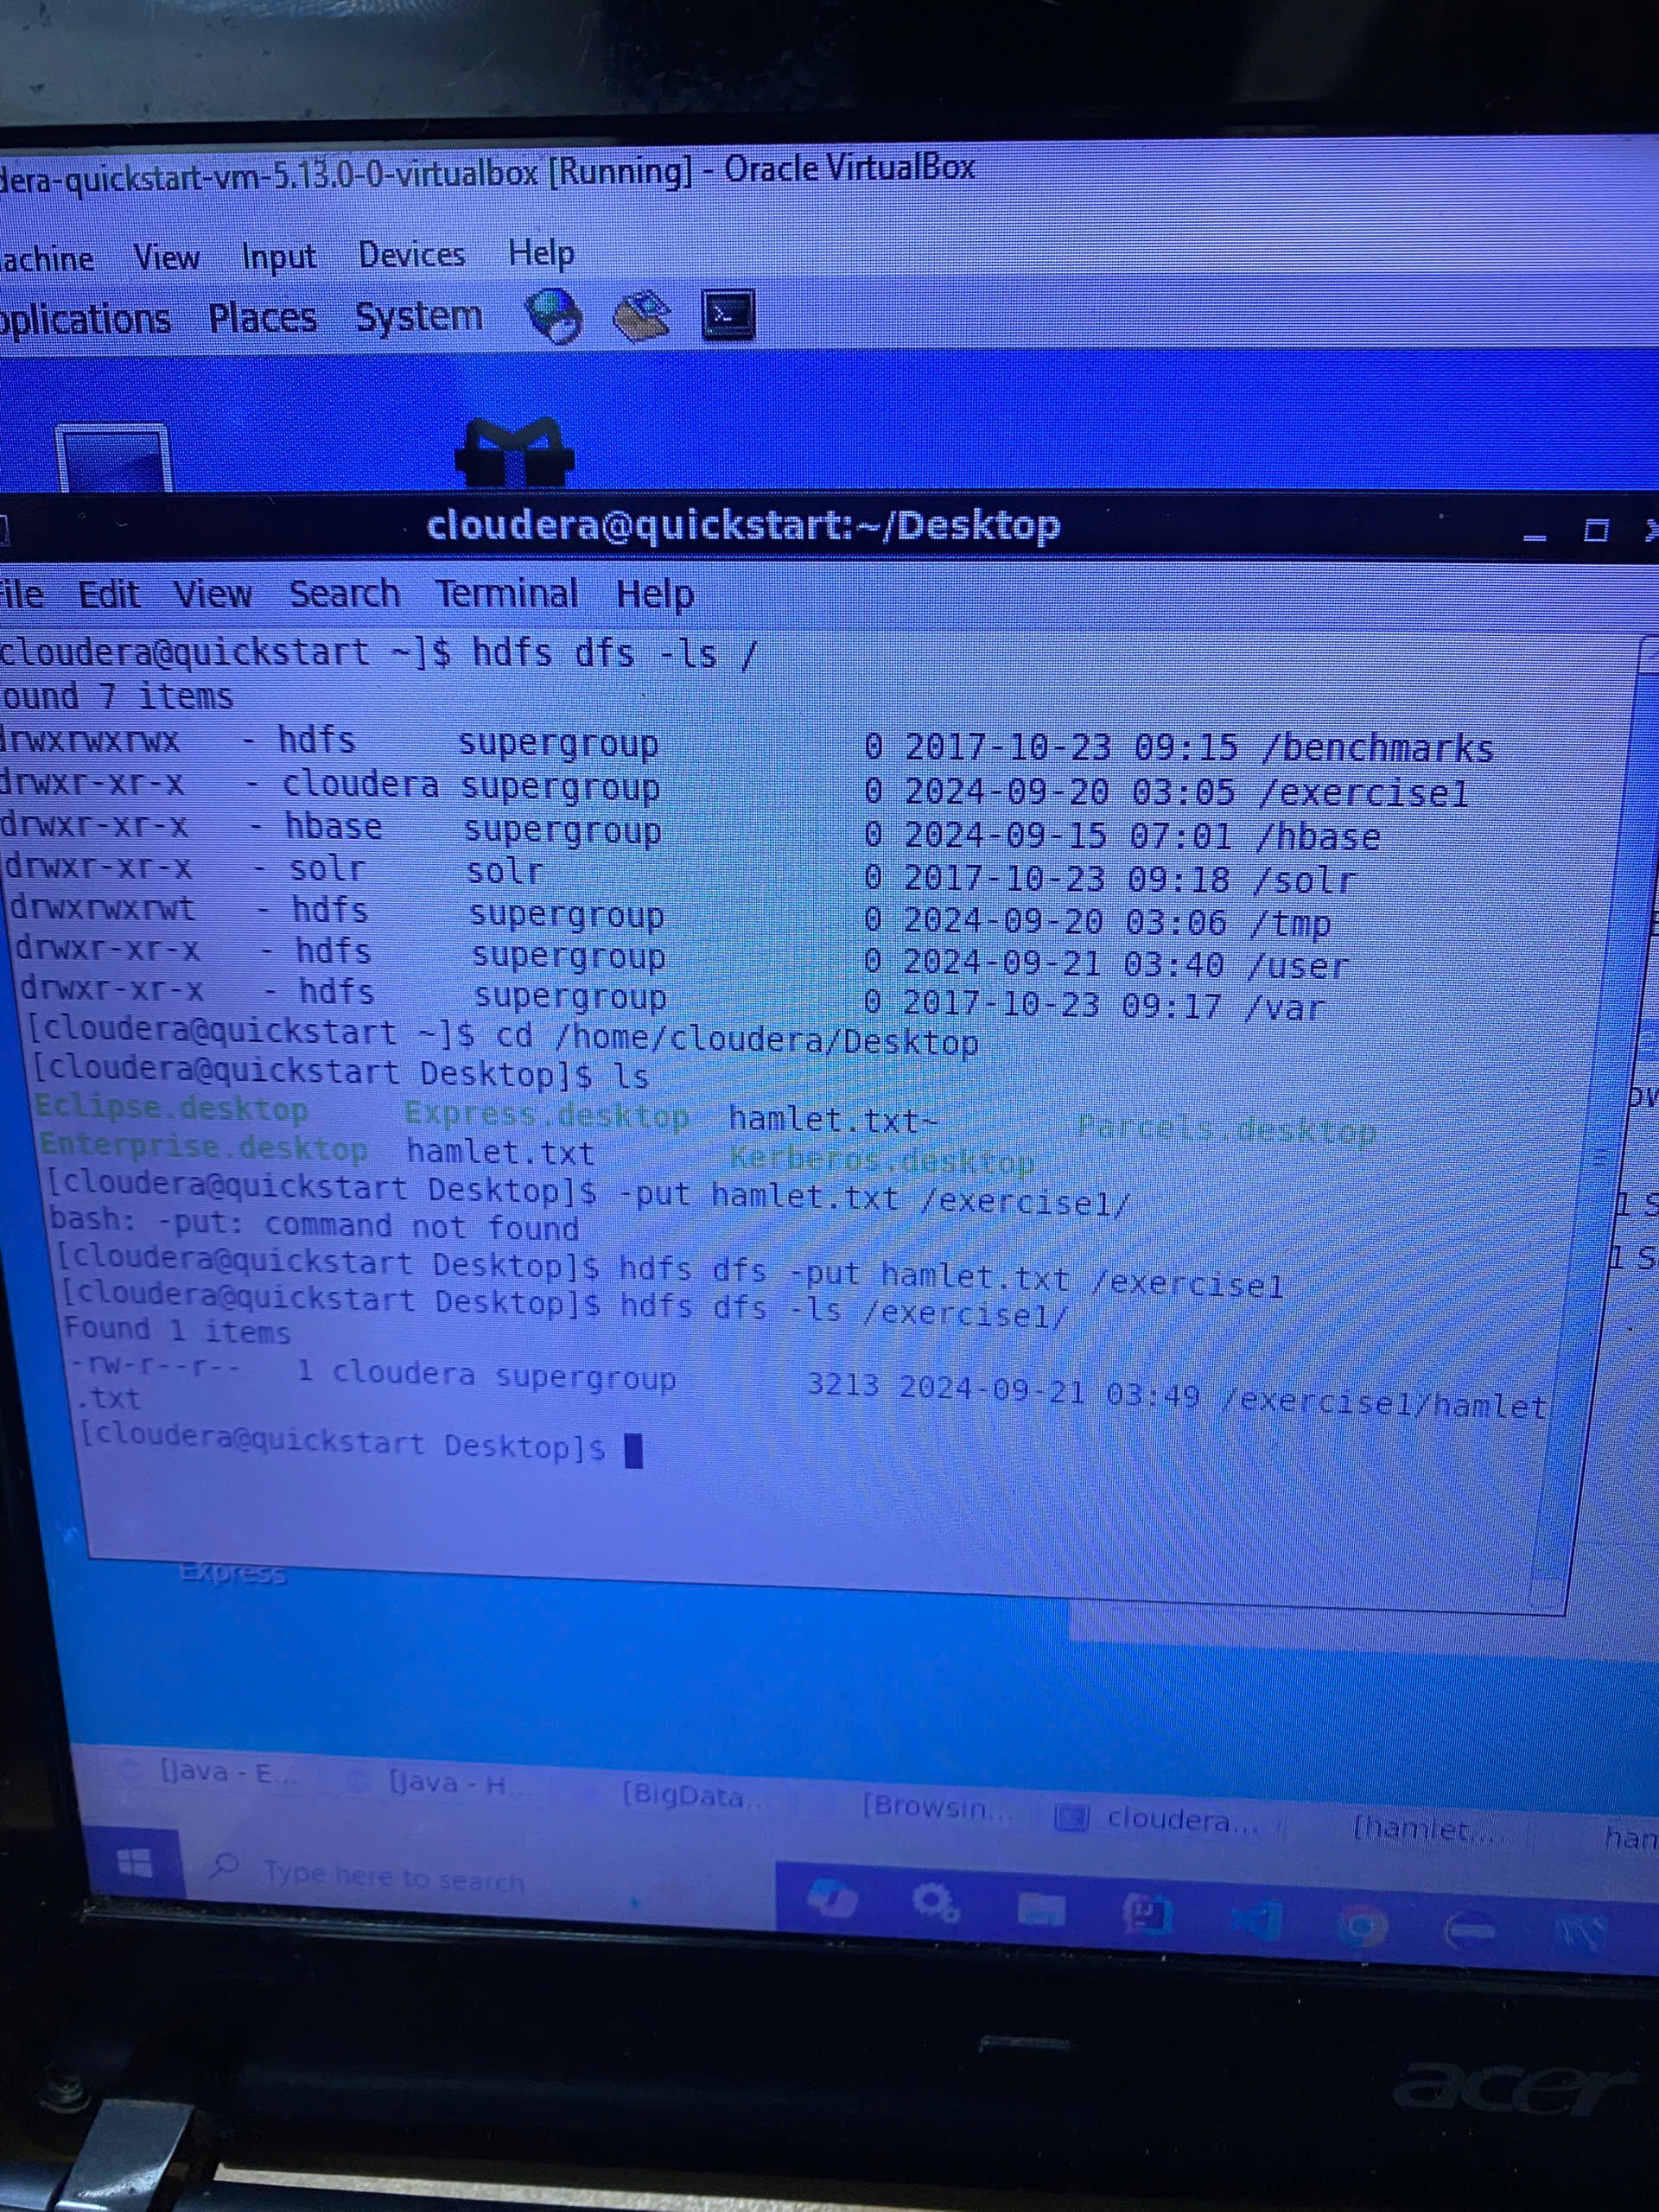 dera-quickstart-vm-5.13.0-0-virtualbox [Running] - Oracle VirtualBox
achine View Input Devices Help
pplications Places System
cloudera@quickstart:~/Desktop
File Edit View Search Terminal Help
cloudera@quickstart ~]$ hdfs dfs -ls /
ound 7 items
drwxrwxrwx - hdfs supergroup 0 2017-10-23 09:15 /benchmarks
drwxr-xr-x - cloudera supergroup 0 2024-09-20 03:05 /exercise1
drwxr-xr-x - hbase supergroup 0 2024-09-15 07:01 /hbase
drwxr-xr-x - solr solr 0 2017-10-23 09:18 /solr
drwxrwxrwt - hdfs supergroup 0 2024-09-20 03:06 /tmp
drwxr-xr-x - hdfs supergroup 0 2024-09-21 03:40 /user
drwxr-xr-x - hdfs supergroup 0 2017-10-23 09:17 /var
[cloudera@quickstart ~]$ cd /home/cloudera/Desktop
[cloudera@quickstart Desktop]$ ls
Eclipse.desktop Express.desktop hamlet.txt~ Parcels.desktop
Enterprise.desktop hamlet.txt Kerberos.desktop
[cloudera@quickstart Desktop]$ -put hamlet.txt /exercise1/
bash: -put: command not found
[cloudera@quickstart Desktop]$ hdfs dfs -put hamlet.txt /exercise1
[cloudera@quickstart Desktop]$ hdfs dfs -ls /exercise1/
Found 1 items
-rw-r--r-- 1 cloudera supergroup 3213 2024-09-21 03:49 /exercise1/hamlet
.txt
[cloudera@quickstart Desktop]$
Express
[Java - E... [Java - H... [BigData... [Browsin... cloudera... [hamlet.... han
Type here to search
acer